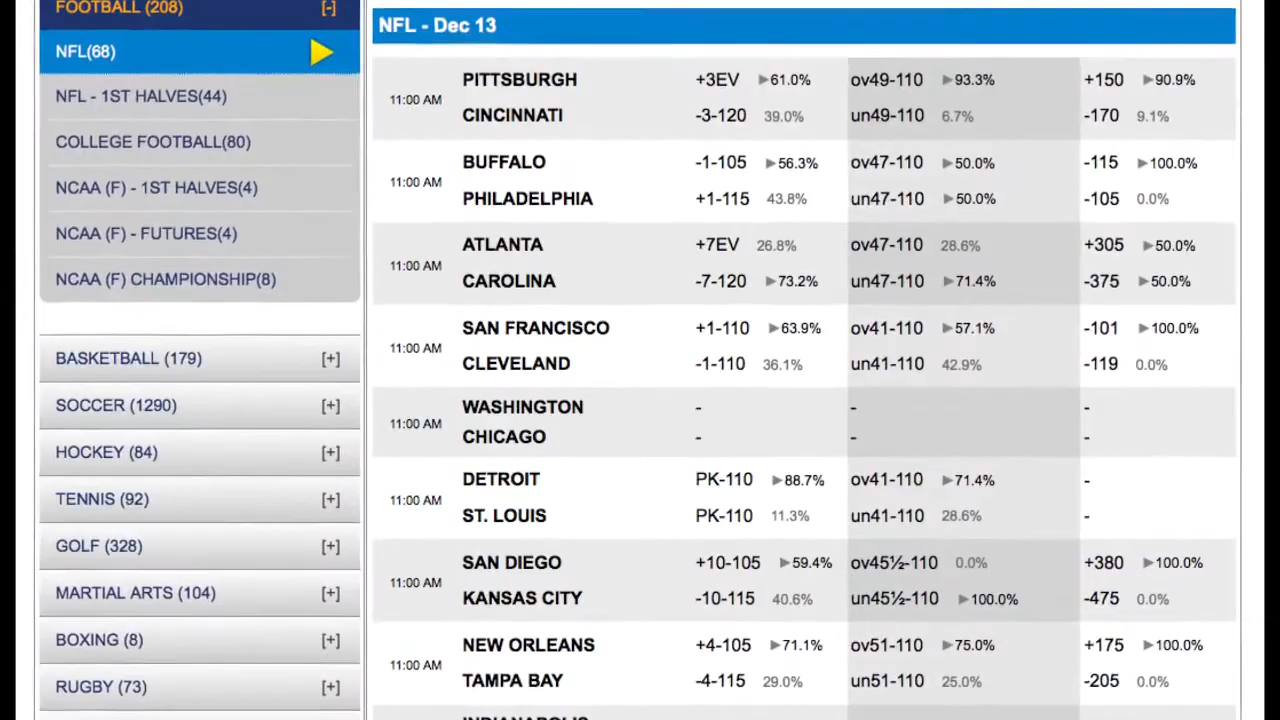 FOOTBALL (208) [-]
NFL(68)
NFL - 1ST HALVES(44)
COLLEGE FOOTBALL(80)
NCAA (F) - 1ST HALVES(4)
NCAA (F) - FUTURES(4)
NCAA (F) CHAMPIONSHIP(8)
BASKETBALL (179) [+]
SOCCER (1290) [+]
HOCKEY (84) [+]
TENNIS (92) [+]
GOLF (328) [+]
MARTIAL ARTS (104) [+]
BOXING (8) [+]
RUGBY (73) [+]
NFL - Dec 13
11:00 AM
PITTSBURGH +3EV ▶61.0% ov49-110 ▶93.3% +150 ▶90.9%
CINCINNATI -3-120 39.0% un49-110 6.7% -170 9.1%
11:00 AM
BUFFALO -1-105 ▶56.3% ov47-110 ▶50.0% -115 ▶100.0%
PHILADELPHIA +1-115 43.8% un47-110 ▶50.0% -105 0.0%
11:00 AM
ATLANTA +7EV 26.8% ov47-110 28.6% +305 ▶50.0%
CAROLINA -7-120 ▶73.2% un47-110 ▶71.4% -375 ▶50.0%
11:00 AM
SAN FRANCISCO +1-110 ▶63.9% ov41-110 ▶57.1% -101 ▶100.0%
CLEVELAND -1-110 36.1% un41-110 42.9% -119 0.0%
11:00 AM
WASHINGTON - - -
CHICAGO - - -
11:00 AM
DETROIT PK-110 ▶88.7% ov41-110 ▶71.4% -
ST. LOUIS PK-110 11.3% un41-110 28.6% -
11:00 AM
SAN DIEGO +10-105 ▶59.4% ov45½-110 0.0% +380 ▶100.0%
KANSAS CITY -10-115 40.6% un45½-110 ▶100.0% -475 0.0%
11:00 AM
NEW ORLEANS +4-105 ▶71.1% ov51-110 ▶75.0% +175 ▶100.0%
TAMPA BAY -4-115 29.0% un51-110 25.0% -205 0.0%
INDIANAPOLIS